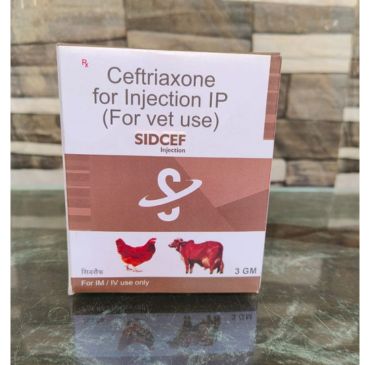 Rx
Ceftriaxone
for Injection IP
(For vet use)
SIDCEF
Injection
सिडसैफ
3 GM
For IM / IV use only